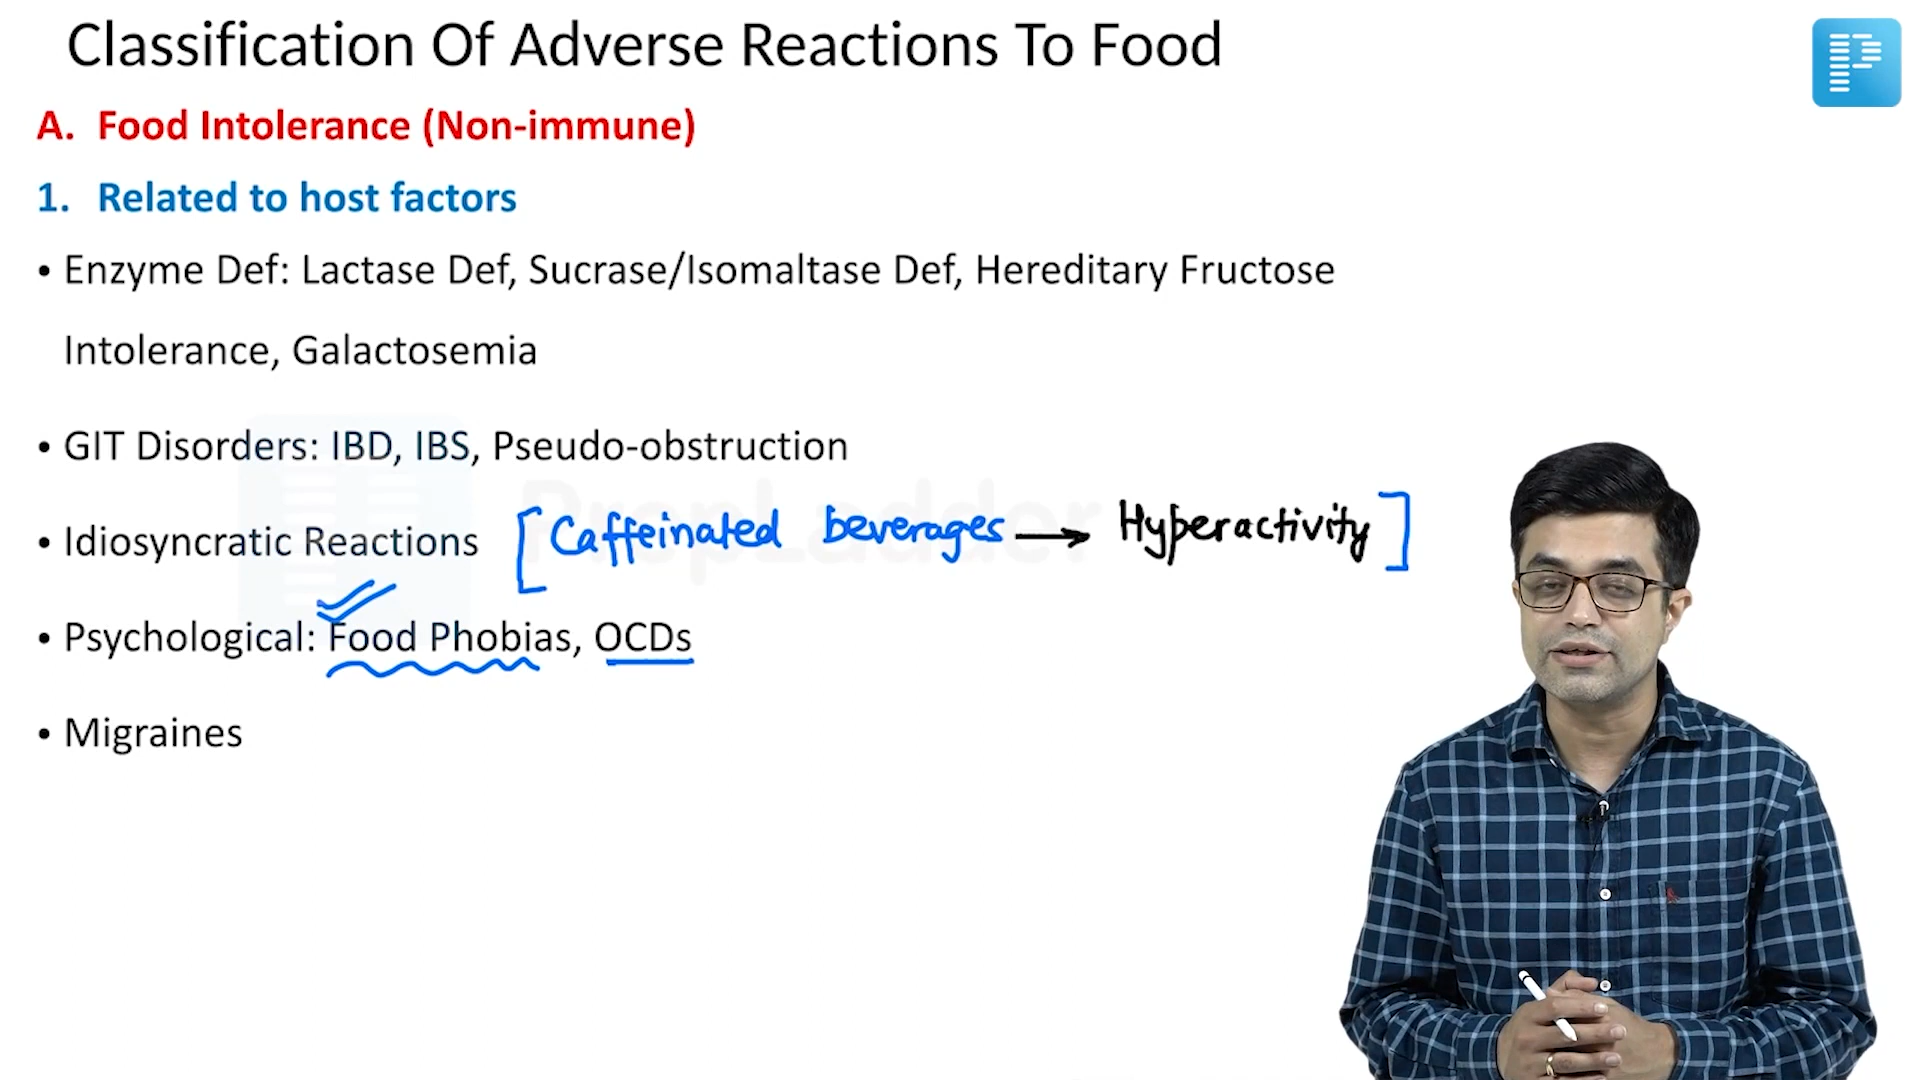 Classification Of Adverse Reactions To Food
A. Food Intolerance (Non-immune)
1. Related to host factors
• Enzyme Def: Lactase Def, Sucrase/Isomaltase Def, Hereditary Fructose
Intolerance, Galactosemia
• GIT Disorders: IBD, IBS, Pseudo-obstruction
• Idiosyncratic Reactions [Caffeinated beverages → Hyperactivity]
PrepLadder
• Psychological: Food Phobias, OCDs
• Migraines